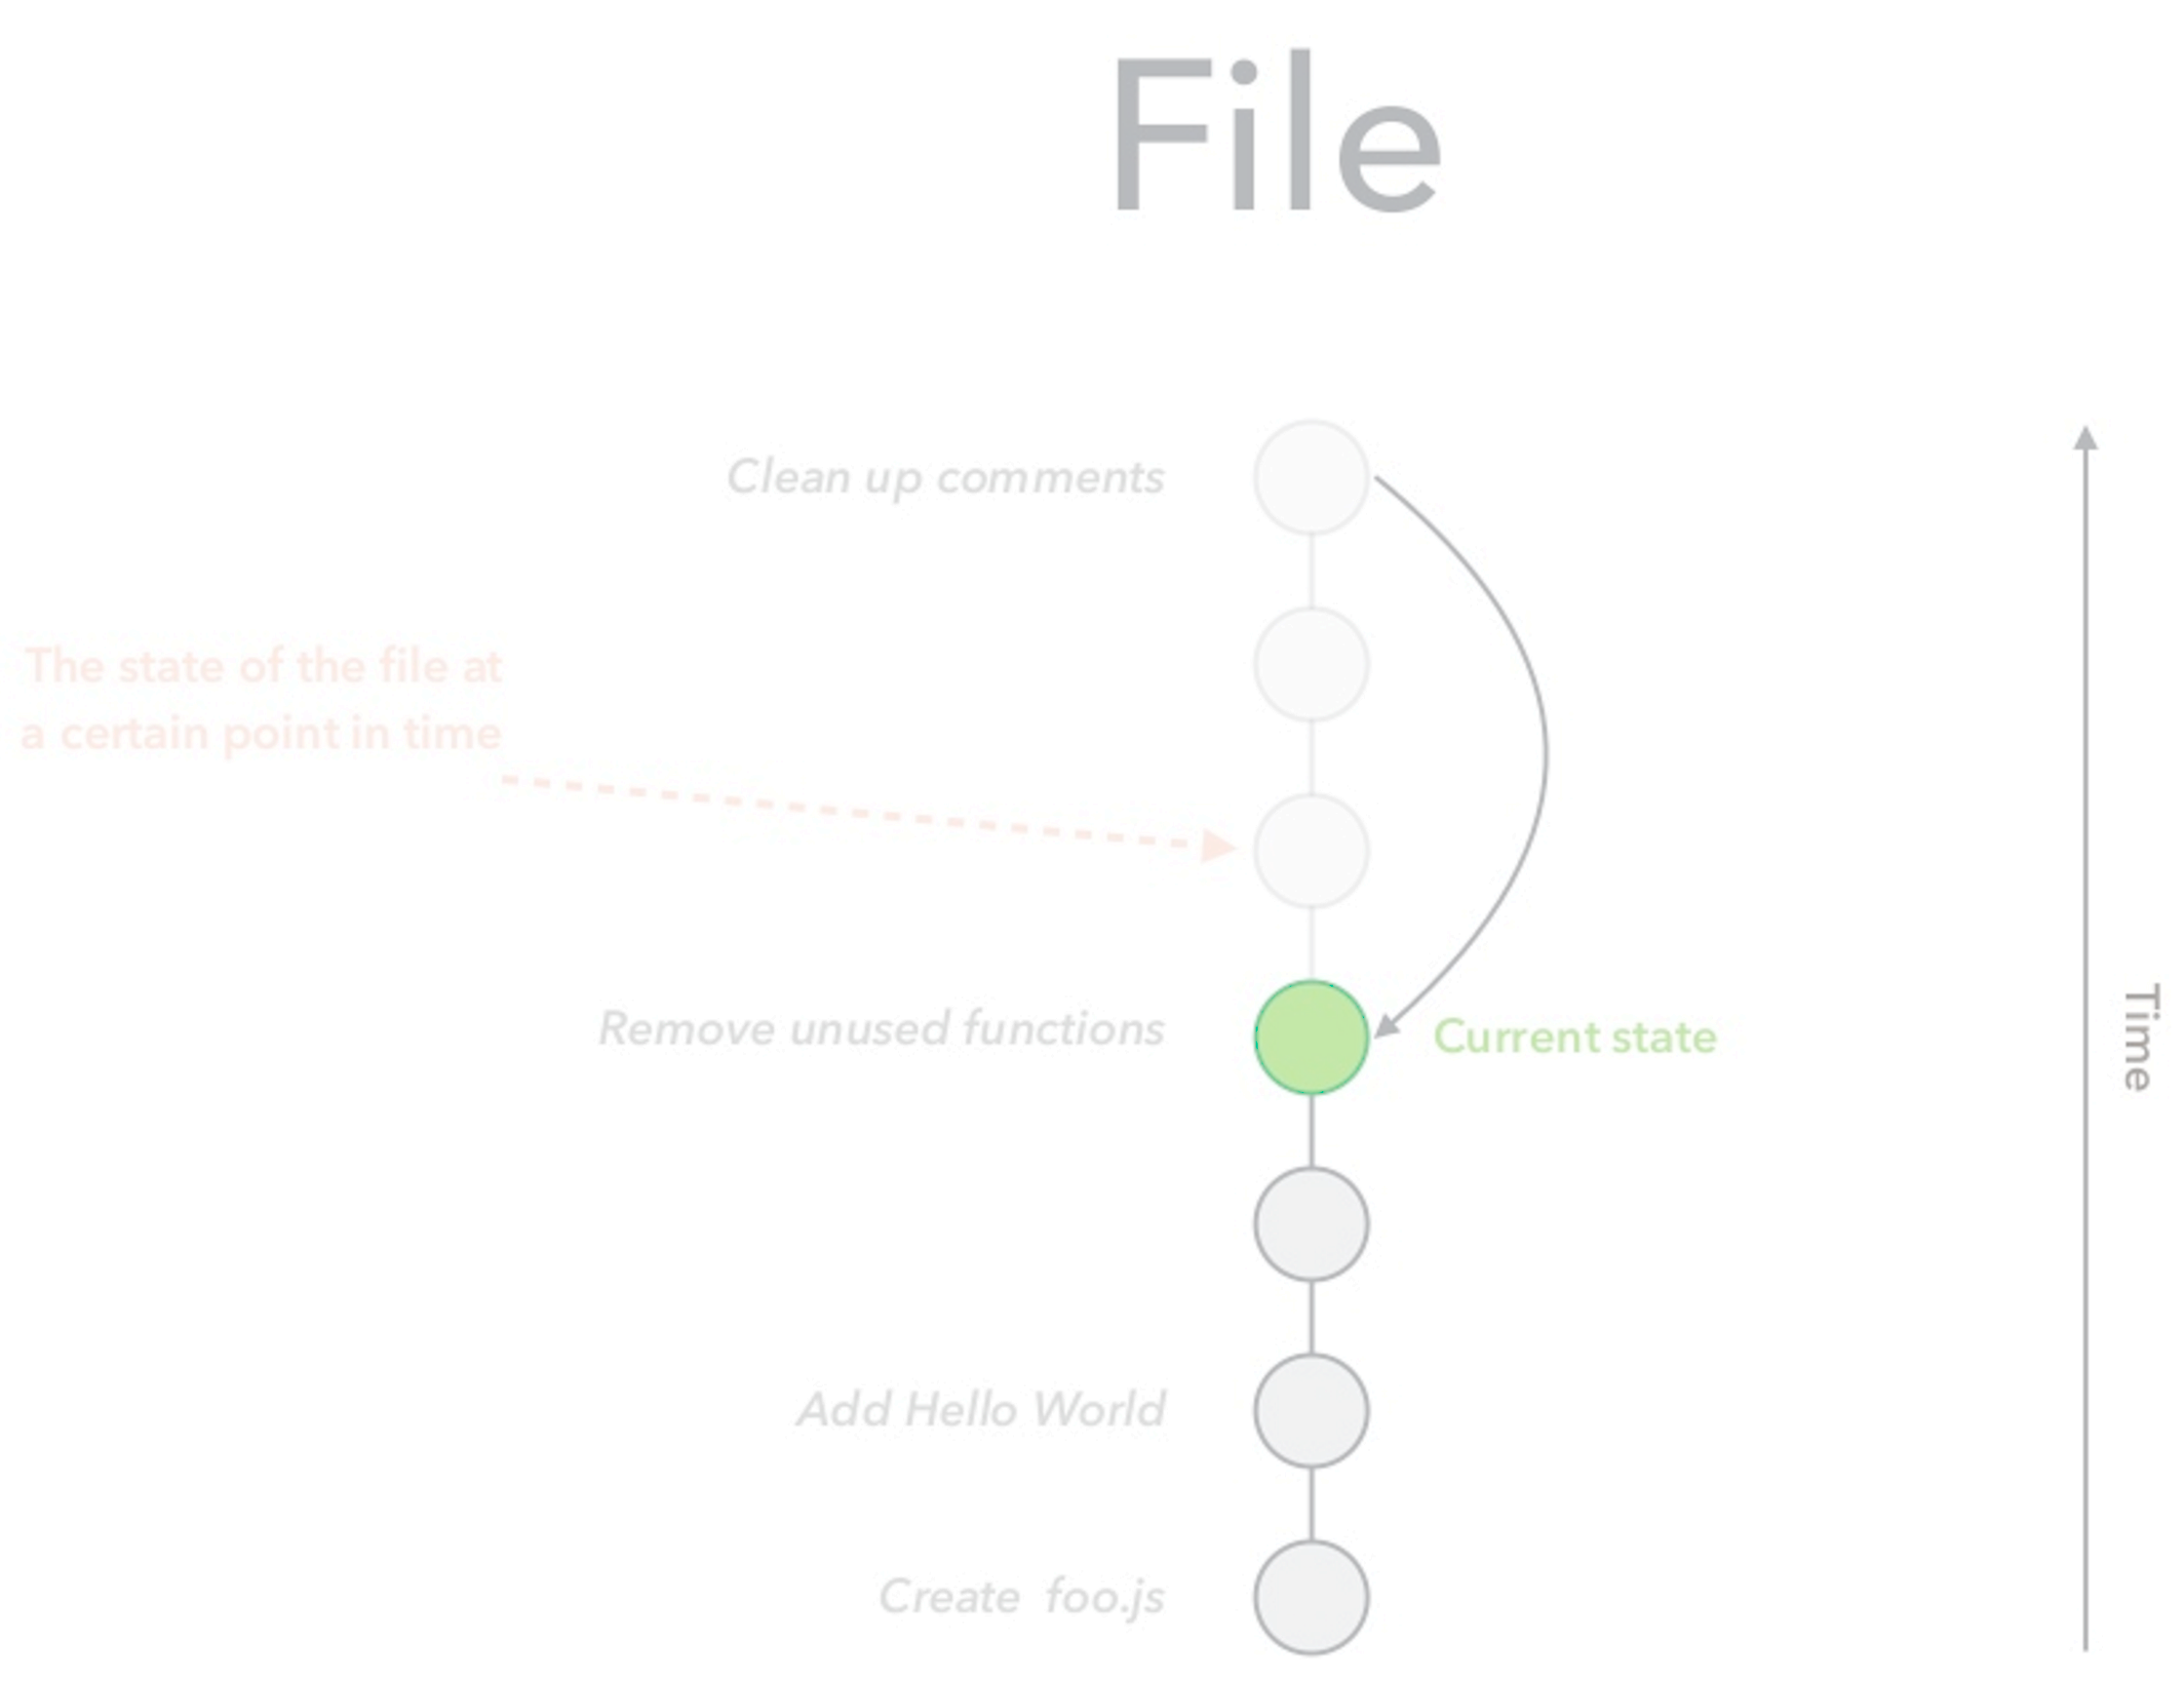 File
Clean up comments
The state of the file at
a certain point in time
Remove unused functions
Current state
Time
Add Hello World
Create foo.js